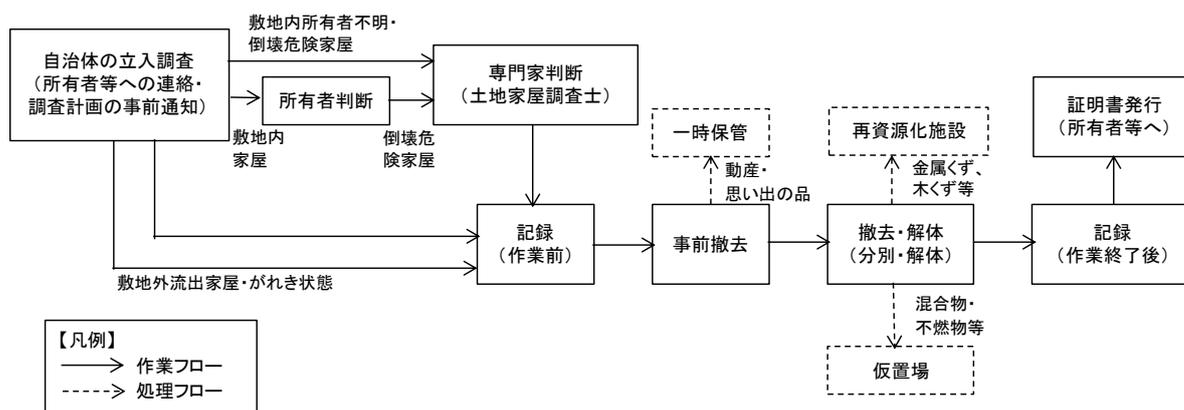 敷地内所有者不明・
倒壊危険家屋
自治体の立入調査
(所有者等への連絡・
調査計画の事前通知)
所有者判断
敷地内
家屋
倒壊危
険家屋
専門家判断
(土地家屋調査士)
一時保管
動産・
思い出の品
再資源化施設
金属くず、
木くず等
証明書発行
(所有者等へ)
記録
(作業前)
事前撤去
撤去・解体
(分別・解体)
記録
(作業終了後)
敷地外流出家屋・がれき状態
混合物・
不燃物等
仮置場
【凡例】
作業フロー
処理フロー